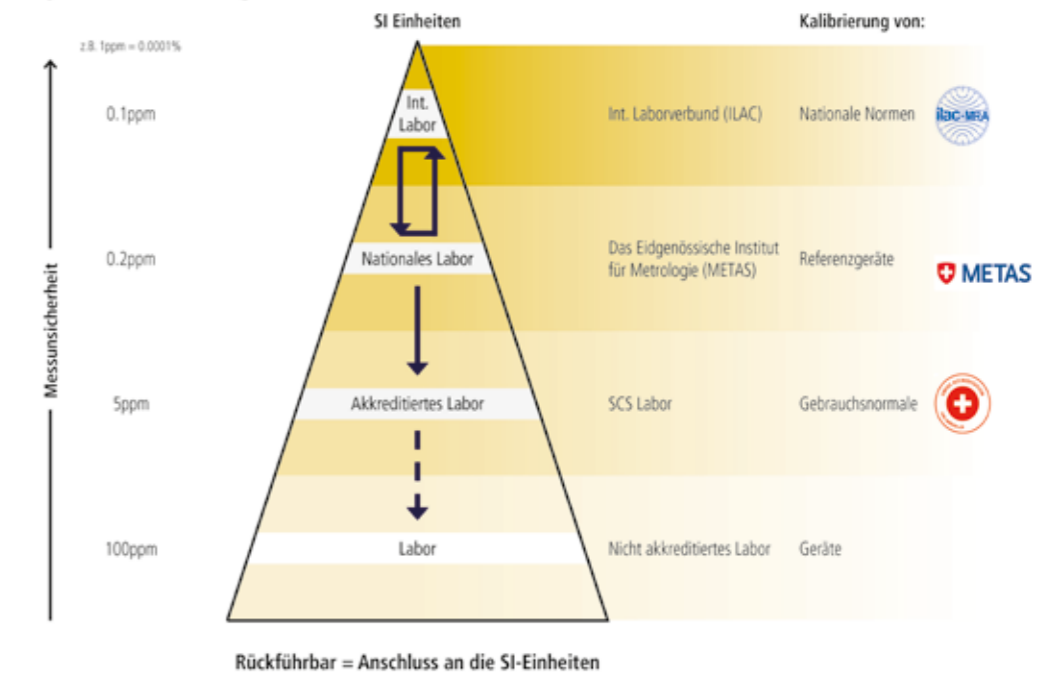 SI Einheiten
Kalibrierung von:
z.B. 1ppm = 0.0001%
0.1ppm
Int.
Labor
Int. Laborverbund (ILAC)
Nationale Normen
ilac-MRA
0.2ppm
Nationales Labor
Das Eidgenössische Institut
für Metrologie (METAS)
Referenzgeräte
METAS
Messunsicherheit
5ppm
Akkreditiertes Labor
SCS Labor
Gebrauchsnormale
100ppm
Labor
Nicht akkreditiertes Labor
Geräte
Rückführbar = Anschluss an die SI-Einheiten